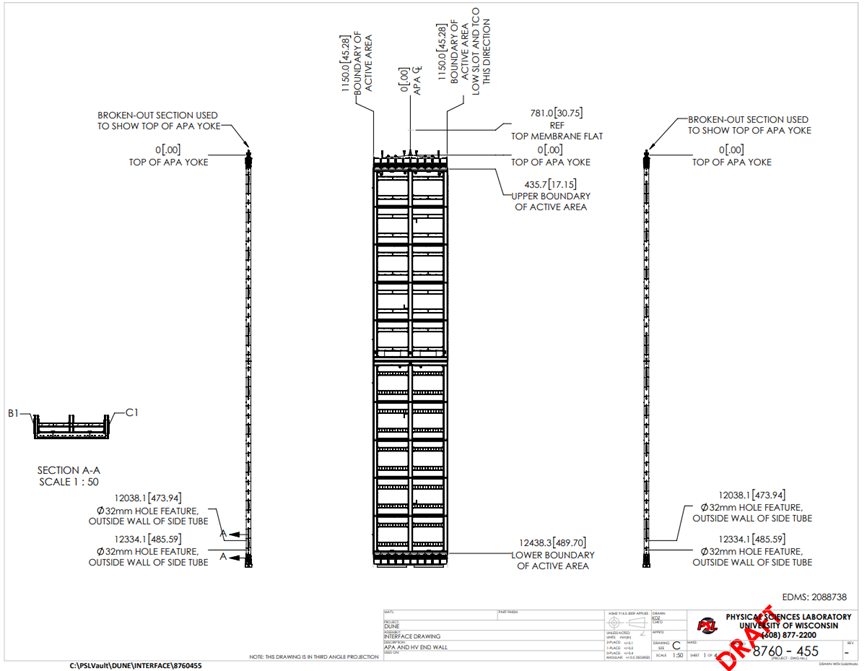 1150.0[45.28]
BOUNDARY OF
ACTIVE AREA
0[.00]
APA ℄
1150.0[45.28]
BOUNDARY OF
ACTIVE AREA
LOW SLOT AND TCO
THIS DIRECTION
BROKEN-OUT SECTION USED
TO SHOW TOP OF APA YOKE
0[.00]
TOP OF APA YOKE
781.0[30.75]
REF
TOP MEMBRANE FLAT
0[.00]
TOP OF APA YOKE
435.7[17.15]
UPPER BOUNDARY
OF ACTIVE AREA
BROKEN-OUT SECTION USED
TO SHOW TOP OF APA YOKE
0[.00]
TOP OF APA YOKE
B1
C1
SECTION A-A
SCALE 1 : 50
12038.1[473.94]
Ø32mm HOLE FEATURE,
OUTSIDE WALL OF SIDE TUBE
A
12334.1[485.59]
Ø32mm HOLE FEATURE,
OUTSIDE WALL OF SIDE TUBE
A
12438.3[489.70]
LOWER BOUNDARY
OF ACTIVE AREA
12038.1[473.94]
Ø32mm HOLE FEATURE,
OUTSIDE WALL OF SIDE TUBE
12334.1[485.59]
Ø32mm HOLE FEATURE,
OUTSIDE WALL OF SIDE TUBE
EDMS: 2088738
DUNE
INTERFACE DRAWING
APA AND HV END WALL
C
SCALE 1:50
SHEET 1 OF
PSL
PHYSICAL SCIENCES LABORATORY
UNIVERSITY OF WISCONSIN
(608) 877-2200
8760 - 455
-
DRAFT
NOTE: THIS DRAWING IS IN THIRD ANGLE PROJECTION
C:\PSLVault\DUNE\INTERFACE\8760455